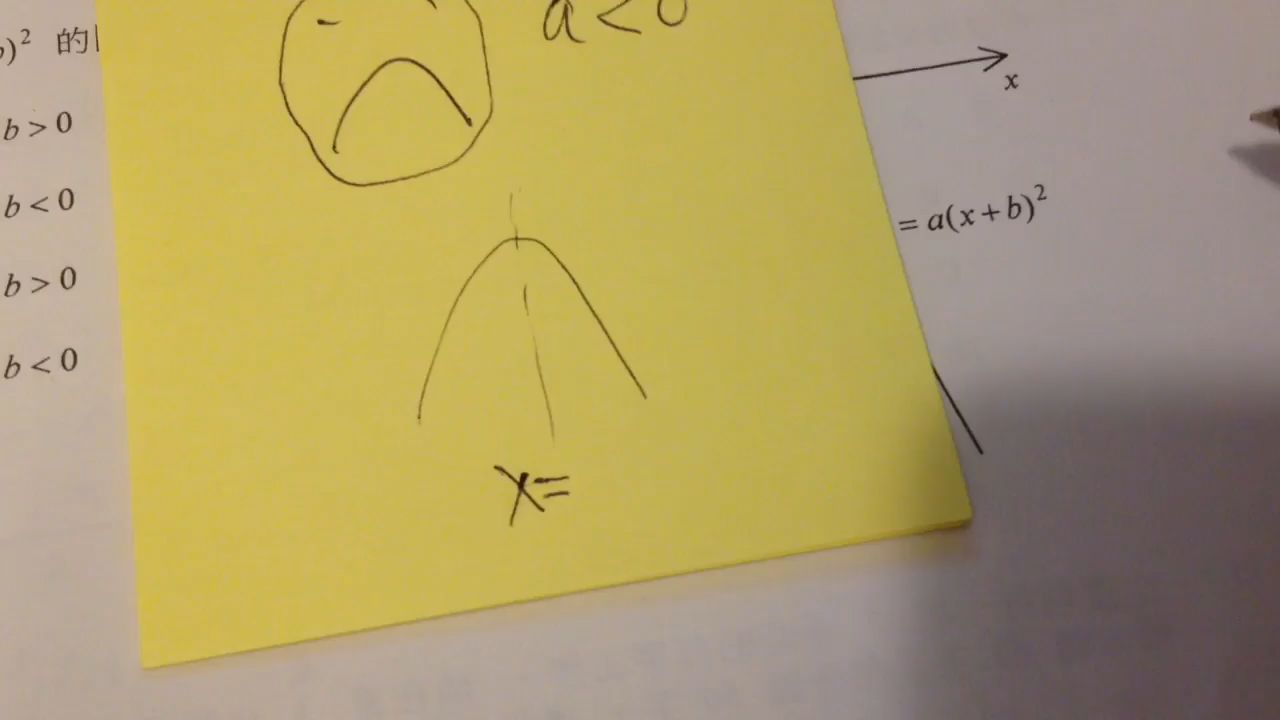 b)² 的
b > 0
b < 0
b > 0
b < 0
a < 0
x
= a(x+b)²
x=